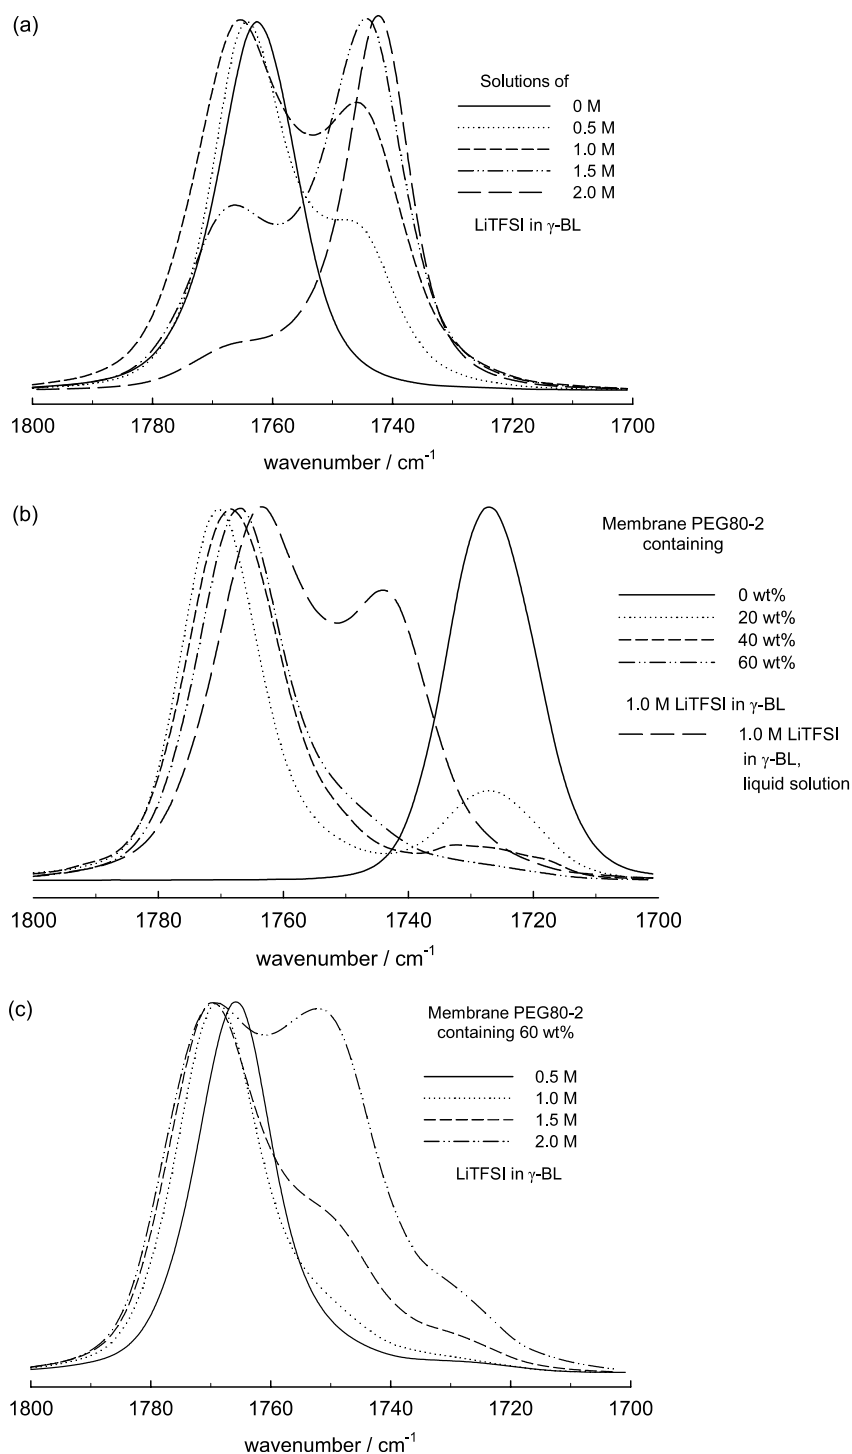 (a)
Solutions of
0 M
0.5 M
1.0 M
1.5 M
2.0 M
LiTFSI in γ-BL
1800 1780 1760 1740 1720 1700
wavenumber / cm⁻¹
(b)
Membrane PEG80-2
containing
0 wt%
20 wt%
40 wt%
60 wt%
1.0 M LiTFSI in γ-BL
1.0 M LiTFSI
in γ-BL,
liquid solution
1800 1780 1760 1740 1720 1700
wavenumber / cm⁻¹
(c)
Membrane PEG80-2
containing 60 wt%
0.5 M
1.0 M
1.5 M
2.0 M
LiTFSI in γ-BL
1800 1780 1760 1740 1720 1700
wavenumber / cm⁻¹